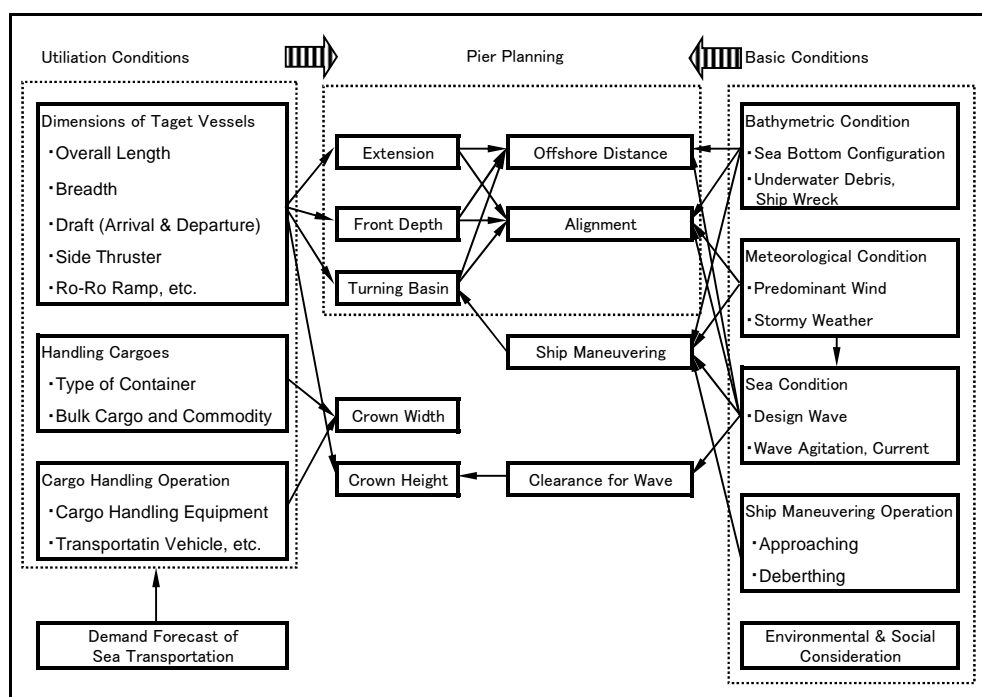 Utiliation Conditions
Pier Planning
Basic Conditions
Dimensions of Taget Vessels
・Overall Length
・Breadth
・Draft (Arrival & Departure)
・Side Thruster
・Ro-Ro Ramp, etc.
Handling Cargoes
・Type of Container
・Bulk Cargo and Commodity
Cargo Handling Operation
・Cargo Handling Equipment
・Transportatin Vehicle, etc.
Demand Forecast of
Sea Transportation
Extension
Front Depth
Turning Basin
Crown Width
Crown Height
Offshore Distance
Alignment
Ship Maneuvering
Clearance for Wave
Bathymetric Condition
・Sea Bottom Configuration
・Underwater Debris,
Ship Wreck
Meteorological Condition
・Predominant Wind
・Stormy Weather
Sea Condition
・Design Wave
・Wave Agitation, Current
Ship Maneuvering Operation
・Approaching
・Deberthing
Environmental & Social
Consideration